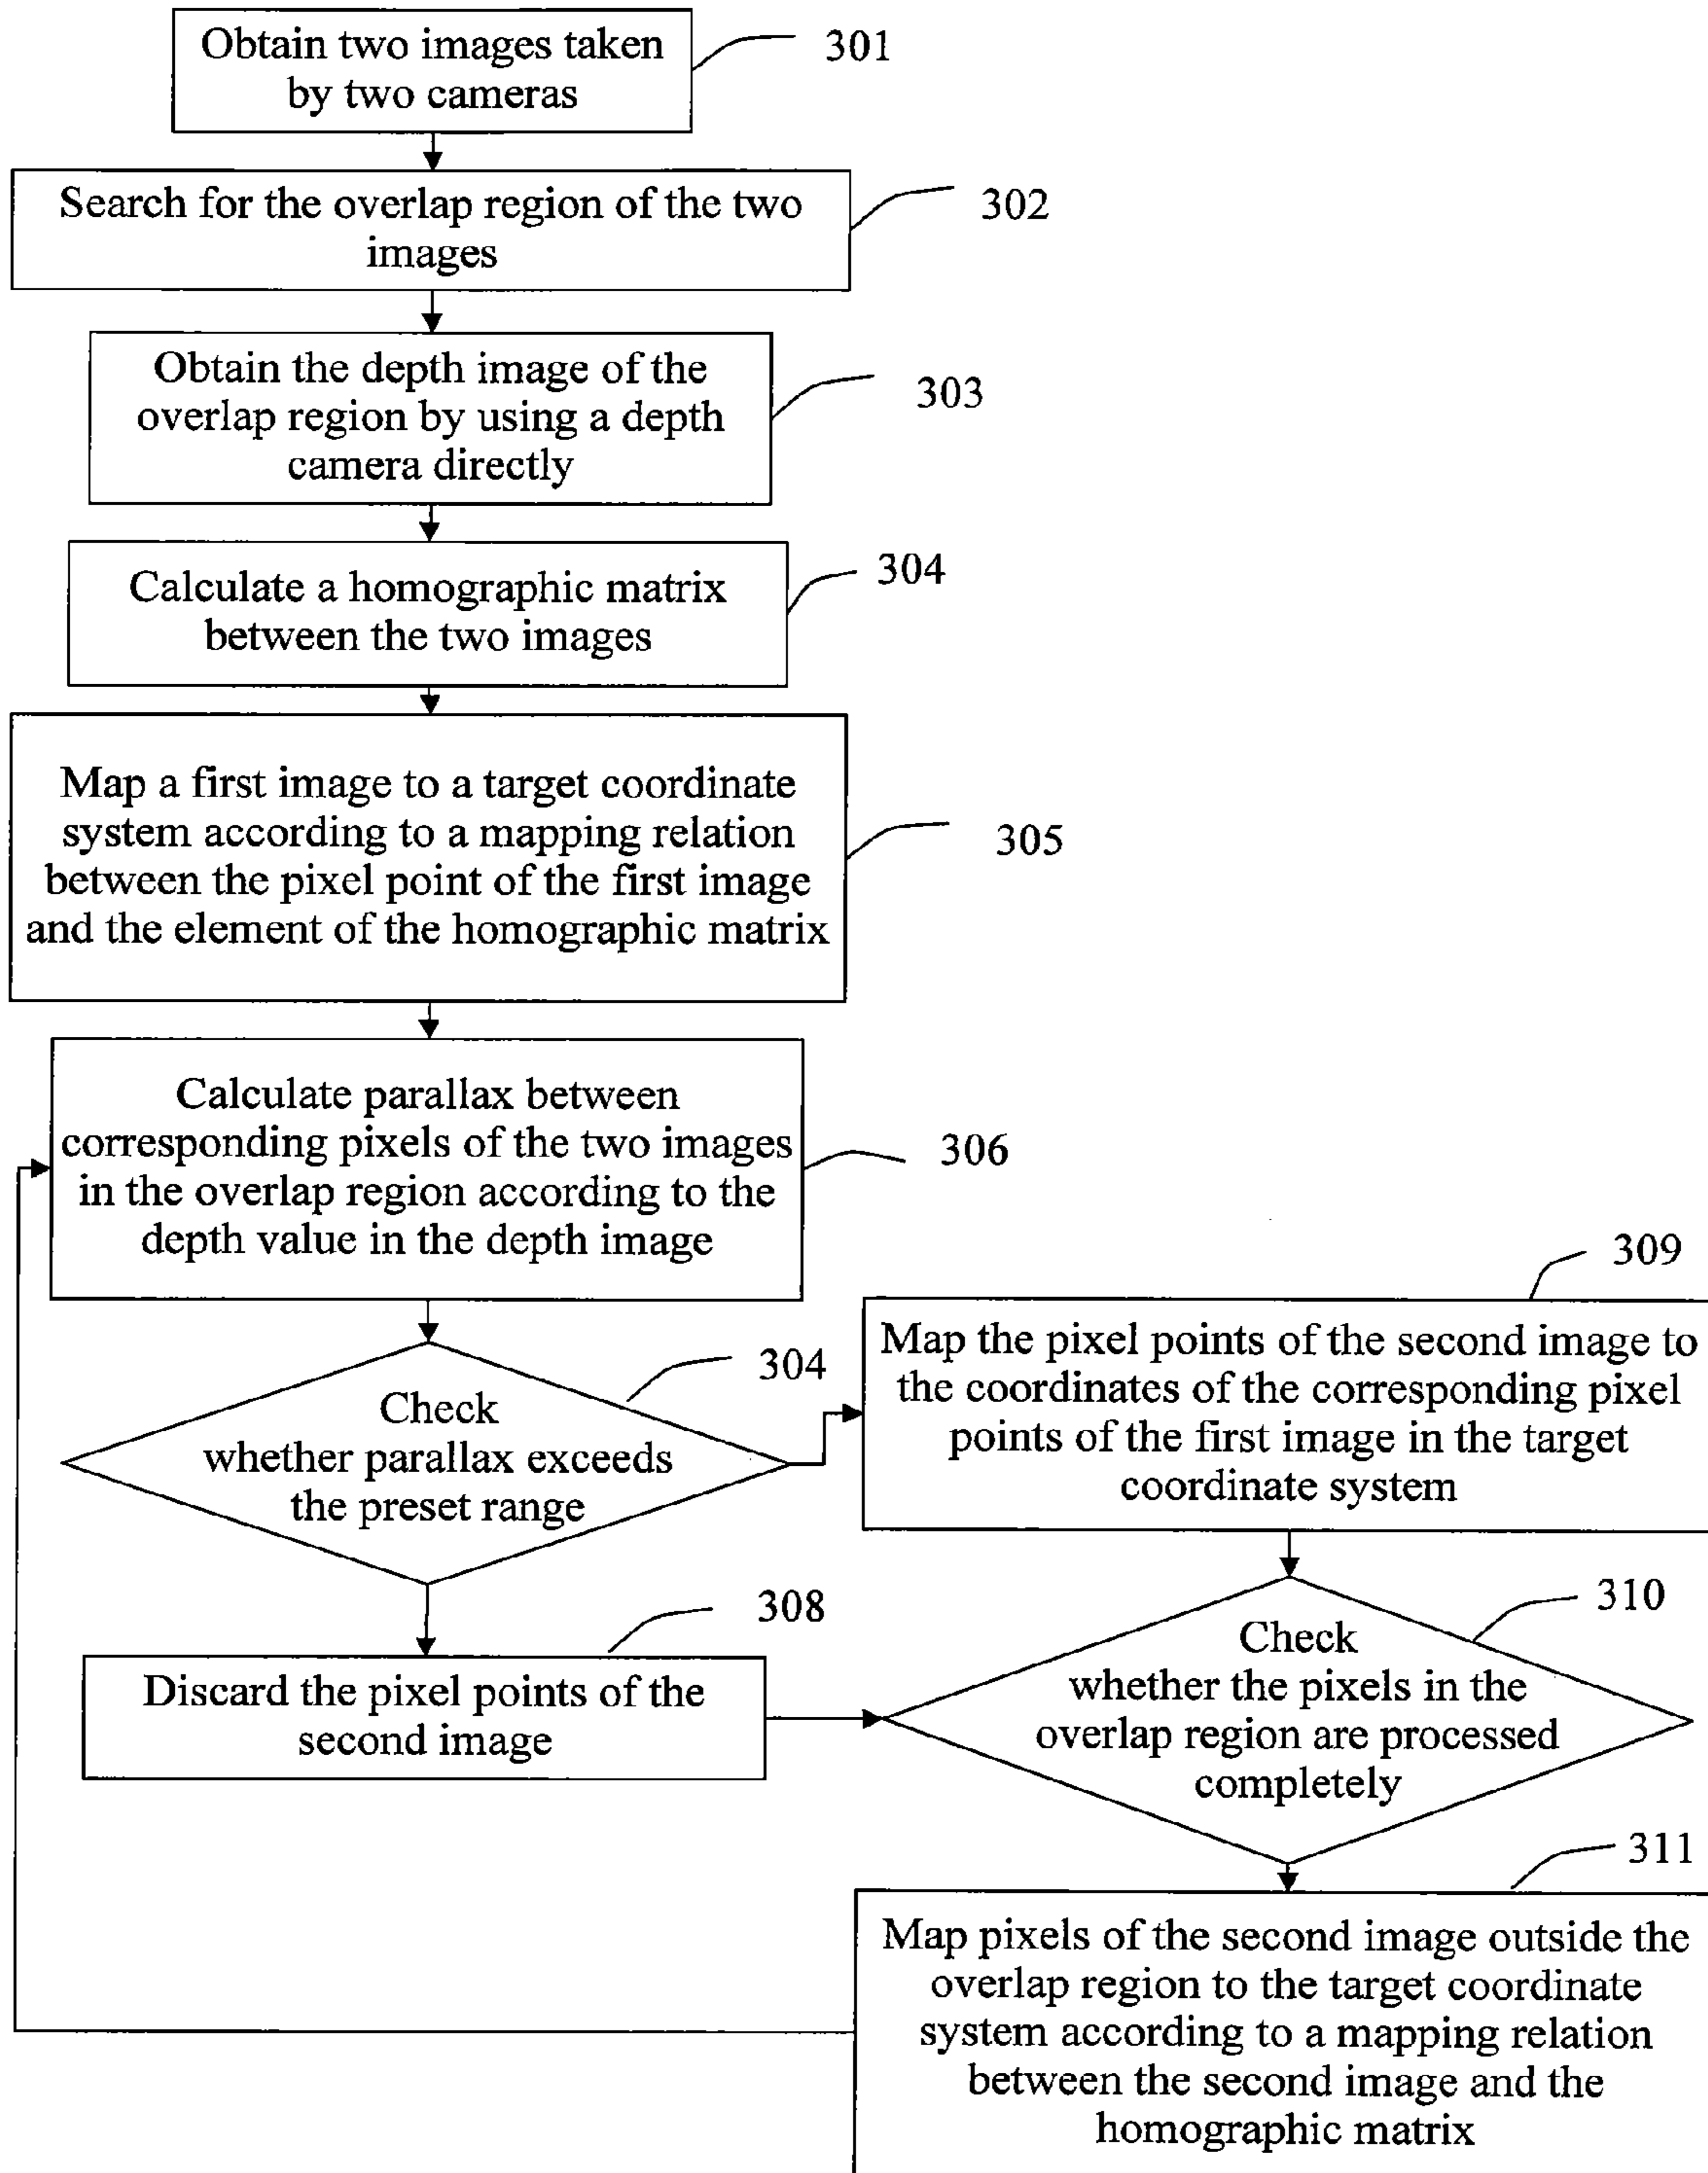 Obtain two images taken
by two cameras
301
Search for the overlap region of the two
images
302
Obtain the depth image of the
overlap region by using a depth
camera directly
303
Calculate a homographic matrix
between the two images
304
Map a first image to a target coordinate
system according to a mapping relation
between the pixel point of the first image
and the element of the homographic matrix
305
Calculate parallax between
corresponding pixels of the two images
in the overlap region according to the
depth value in the depth image
306
Check
whether parallax exceeds
the preset range
304
Discard the pixel points of the
second image
308
Map the pixel points of the second image to
the coordinates of the corresponding pixel
points of the first image in the target
coordinate system
309
Check
whether the pixels in the
overlap region are processed
completely
310
Map pixels of the second image outside the
overlap region to the target coordinate
system according to a mapping relation
between the second image and the
homographic matrix
311